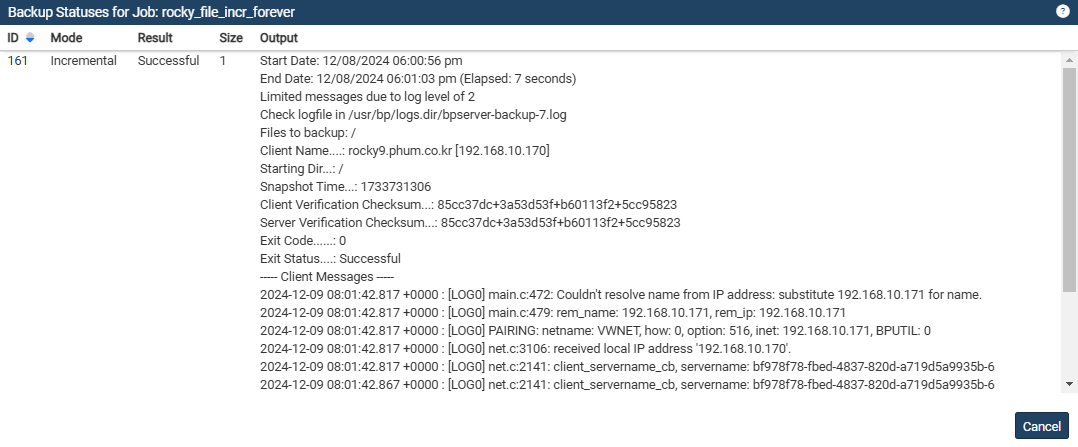 Backup Statuses for Job: rocky_file_incr_forever ?
ID Mode Result Size Output
161 Incremental Successful 1 Start Date: 12/08/2024 06:00:56 pm
End Date: 12/08/2024 06:01:03 pm (Elapsed: 7 seconds)
Limited messages due to log level of 2
Check logfile in /usr/bp/logs.dir/bpserver-backup-7.log
Files to backup: /
Client Name....: rocky9.phum.co.kr [192.168.10.170]
Starting Dir...: /
Snapshot Time...: 1733731306
Client Verification Checksum...: 85cc37dc+3a53d53f+b60113f2+5cc95823
Server Verification Checksum...: 85cc37dc+3a53d53f+b60113f2+5cc95823
Exit Code......: 0
Exit Status....: Successful
----- Client Messages -----
2024-12-09 08:01:42.817 +0000 : [LOG0] main.c:472: Couldn't resolve name from IP address: substitute 192.168.10.171 for name.
2024-12-09 08:01:42.817 +0000 : [LOG0] main.c:479: rem_name: 192.168.10.171, rem_ip: 192.168.10.171
2024-12-09 08:01:42.817 +0000 : [LOG0] PAIRING: netname: VWNET, how: 0, option: 516, inet: 192.168.10.171, BPUTIL: 0
2024-12-09 08:01:42.817 +0000 : [LOG0] net.c:3106: received local IP address '192.168.10.170'.
2024-12-09 08:01:42.817 +0000 : [LOG0] net.c:2141: client_servername_cb, servername: bf978f78-fbed-4837-820d-a719d5a9935b-6
2024-12-09 08:01:42.867 +0000 : [LOG0] net.c:2141: client_servername_cb, servername: bf978f78-fbed-4837-820d-a719d5a9935b-6
Cancel